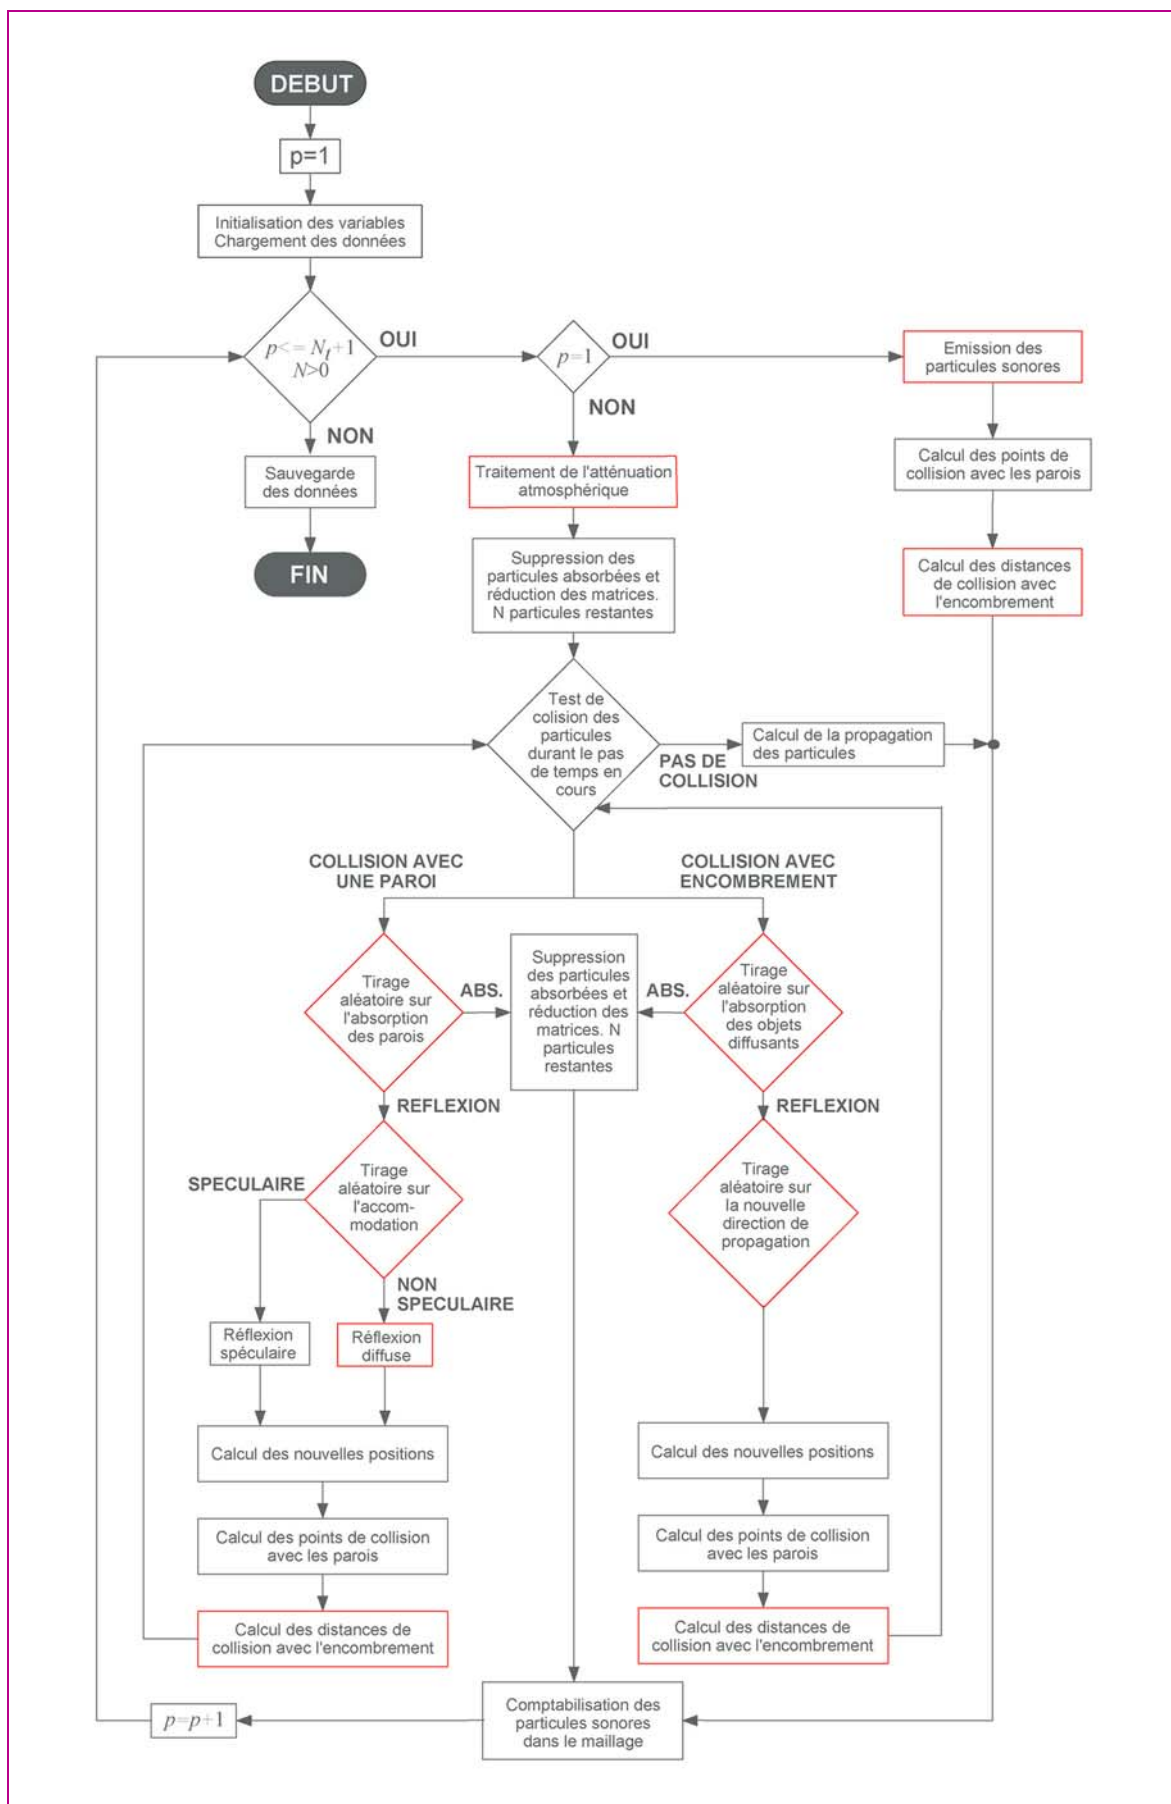 DEBUT
p=1
Initialisation des variables
Chargement des données
p<= Nt+1
N>0
OUI
NON
p=1
OUI
NON
Emission des
particules sonores
Calcul des points de
collision avec les parois
Calcul des distances
de collision avec
l'encombrement
Sauvegarde
des données
FIN
Traitement de l'atténuation
atmosphérique
Suppression des
particules absorbées et
réduction des matrices.
N particules restantes
Test de
colision des
particules
durant le pas
de temps en
cours
PAS DE
COLLISION
Calcul de la propagation
des particules
COLLISION AVEC
UNE PAROI
COLLISION AVEC
ENCOMBREMENT
Tirage
aléatoire sur
l'absorption
des parois
ABS.
Suppression
des particules
absorbées et
réduction des
matrices. N
particules
restantes
ABS.
Tirage
aléatoire sur
l'absorption
des objets
diffusants
REFLEXION
REFLEXION
Tirage
aléatoire sur
l'accom-
modation
SPECULAIRE
NON
SPECULAIRE
Tirage
aléatoire sur
la nouvelle
direction de
propagation
Réflexion
spéculaire
Réflexion
diffuse
Calcul des nouvelles positions
Calcul des points de collision
avec les parois
Calcul des distances de
collision avec l'encombrement
Calcul des nouvelles positions
Calcul des points de collision
avec les parois
Calcul des distances de
collision avec l'encombrement
Comptabilisation des
particules sonores
dans le maillage
p=p+1